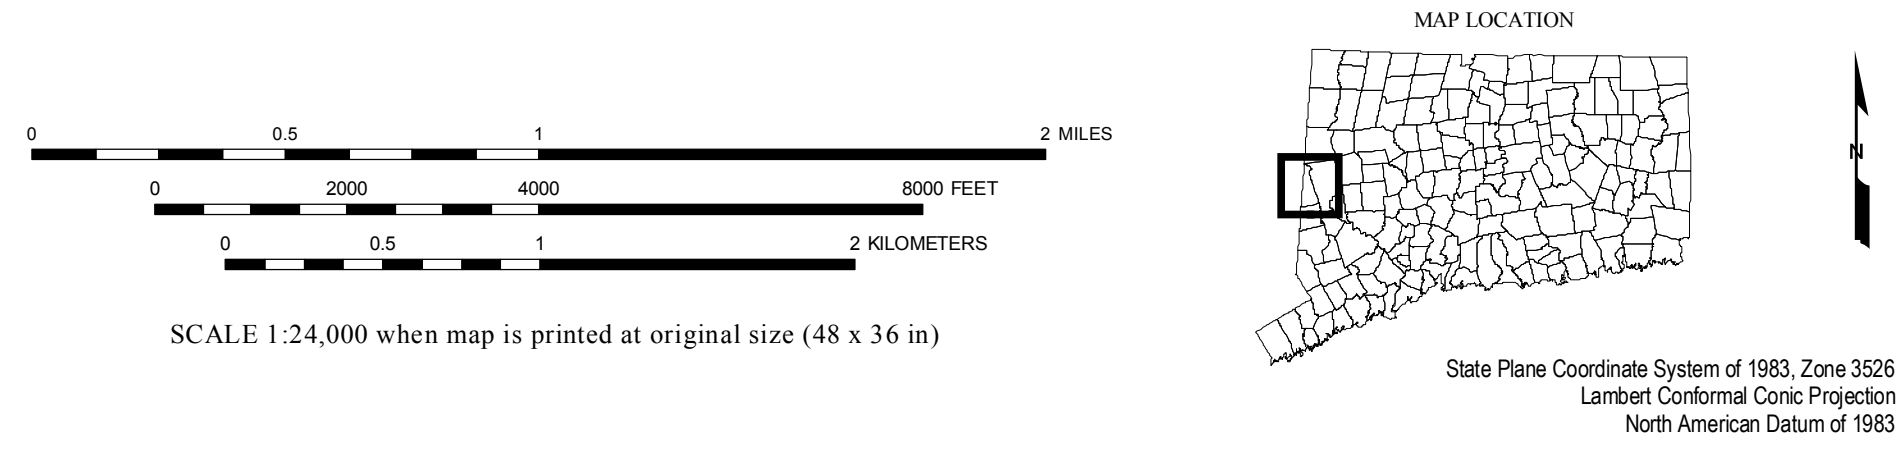 MAP LOCATION
0 0.5 1 2 MILES
0 2000 4000 8000 FEET
0 0.5 1 2 KILOMETERS
SCALE 1:24,000 when map is printed at original size (48 x 36 in)
N
State Plane Coordinate System of 1983, Zone 3526
Lambert Conformal Conic Projection
North American Datum of 1983